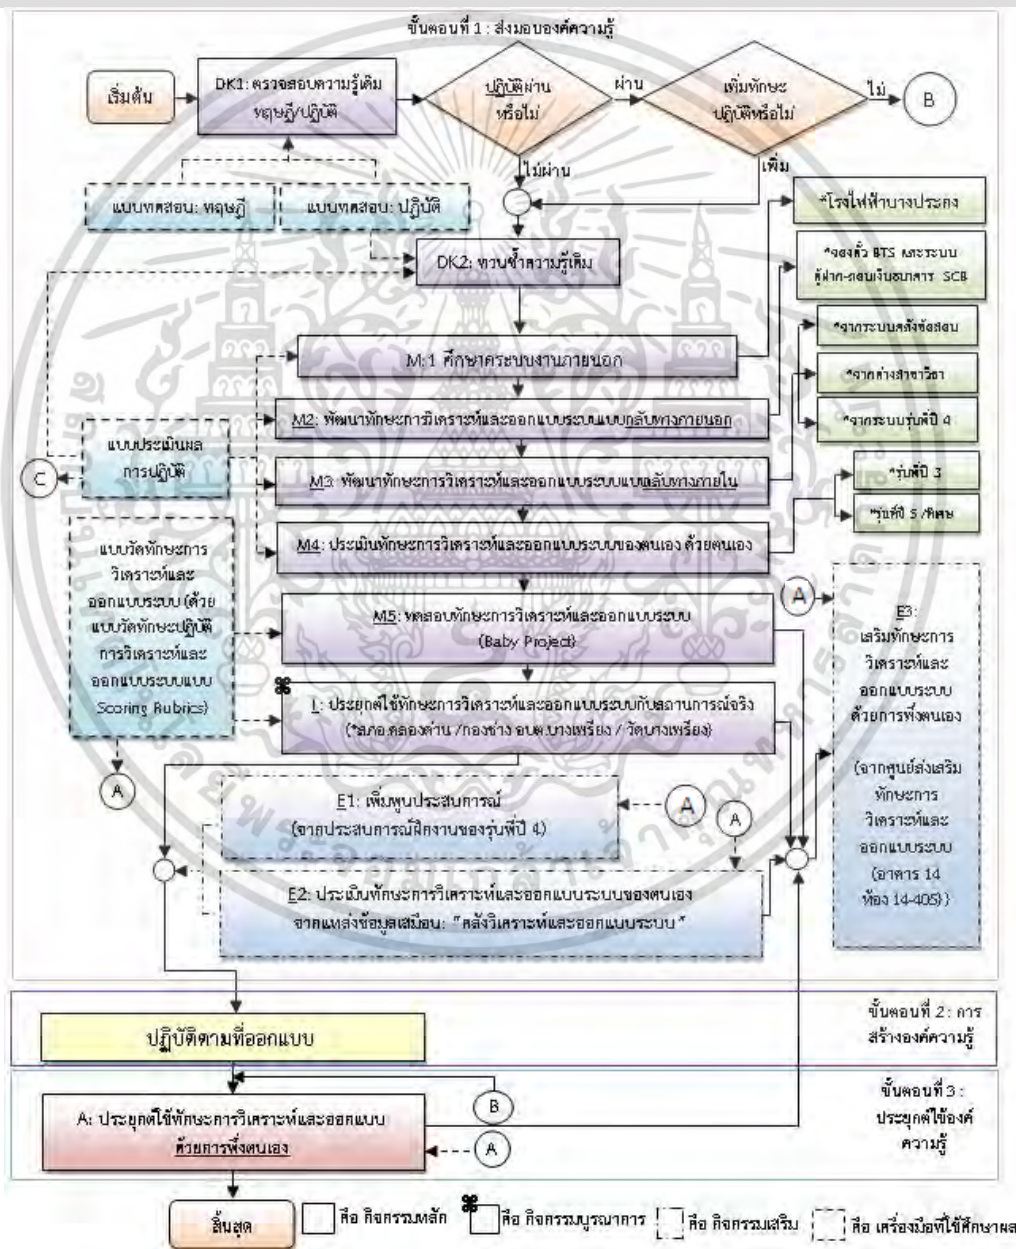 ขั้นตอนที่ 1 : ส่งมอบองค์ความรู้
เริ่มต้น
DK1: ตรวจสอบความรู้เดิม
ทฤษฎี/ปฏิบัติ
ปฏิบัติผ่าน
หรือไม่
ผ่าน
เพิ่มทักษะ
ปฏิบัติหรือไม่
ไม่
B
ไม่ผ่าน
เพิ่ม
แบบทดสอบ: ทฤษฎี
แบบทดสอบ: ปฏิบัติ
*โรงไฟฟ้าบางปะกง
DK2: ทวนซ้ำความรู้เดิม
*จองตั๋ว BTS และระบบ
ตู้ฝาก-ถอนเงินธนาคาร SCB
M:1 ศึกษาระบบงานภายนอก
*จากระบบคลังข้อสอบ
*จากต่างสาขาวิชา
M2: พัฒนาทักษะการวิเคราะห์และออกแบบระบบแบบกลับทางภายนอก
*จากระบบรุ่นพี่ปี 4
แบบประเมินผล
การปฏิบัติ
C
M3: พัฒนาทักษะการวิเคราะห์และออกแบบระบบแบบกลับทางภายใน
*รุ่นพี่ปี 3
*รุ่นพี่ปี 5 /พิเศษ
M4: ประเมินทักษะการวิเคราะห์และออกแบบระบบของตนเอง ด้วยตนเอง
แบบวัดทักษะการ
วิเคราะห์และ
ออกแบบระบบ (ด้วย
แบบวัดทักษะปฏิบัติ
การวิเคราะห์และ
ออกแบบระบบแบบ
Scoring Rubrics)
A
M5: ทดสอบทักษะการวิเคราะห์และออกแบบระบบ
(Baby Project)
A
E3:
เสริมทักษะการ
วิเคราะห์และ
ออกแบบระบบ
ด้วยการพึ่งตนเอง
(จากศูนย์ส่งเสริม
ทักษะการ
วิเคราะห์และ
ออกแบบระบบ
(อาคาร 14
ห้อง 14-405))
I: ประยุกต์ใช้ทักษะการวิเคราะห์และออกแบบระบบกับสถานการณ์จริง
(*สภอ.คลองด่าน /กองช่าง อบต.บางเพรียง / วัดบางเพรียง)
E1: เพิ่มพูนประสบการณ์
(จากประสบการณ์ฝึกงานของรุ่นพี่ปี 4)
A
A
E2: ประเมินทักษะการวิเคราะห์และออกแบบระบบของตนเอง
จากแหล่งข้อมูลเสมือน: "คลังวิเคราะห์และออกแบบระบบ"
ขั้นตอนที่ 2 : การ
สร้างองค์ความรู้
ปฏิบัติตามที่ออกแบบ
ขั้นตอนที่ 3 :
ประยุกต์ใช้องค์
ความรู้
B
A: ประยุกต์ใช้ทักษะการวิเคราะห์และออกแบบ
ด้วยการพึ่งตนเอง
A
สิ้นสุด
คือ กิจกรรมหลัก
คือ กิจกรรมบูรณาการ
คือ กิจกรรมเสริม
คือ เครื่องมือที่ใช้ศึกษาผล